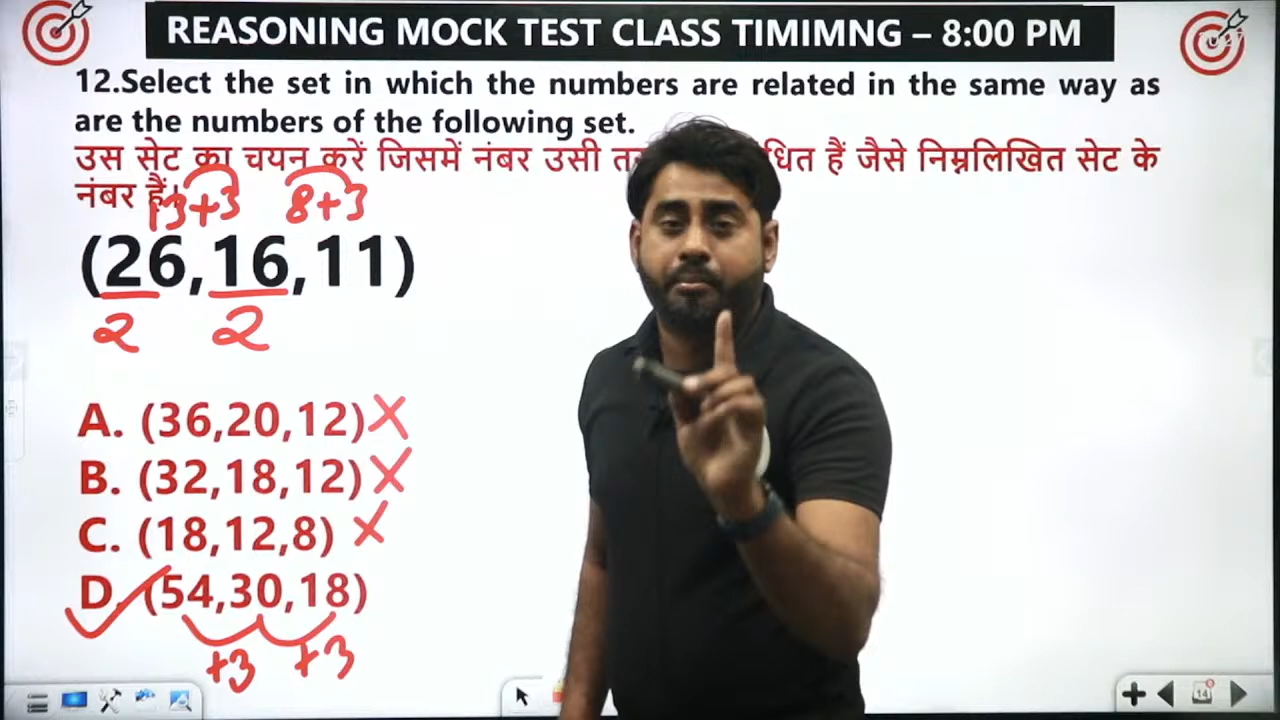 REASONING MOCK TEST CLASS TIMIMNG – 8:00 PM
12.Select the set in which the numbers are related in the same way as
are the numbers of the following set.
उस सेट का चयन करें जिसमें नंबर उसी धित हैं जैसे निम्नलिखित सेट के
नंबर हैं।
13+3 8+3
(26,16,11)
2 2
A. (36,20,12) X
B. (32,18,12) X
C. (18,12,8) X
D. (54,30,18)
+3 +3
14